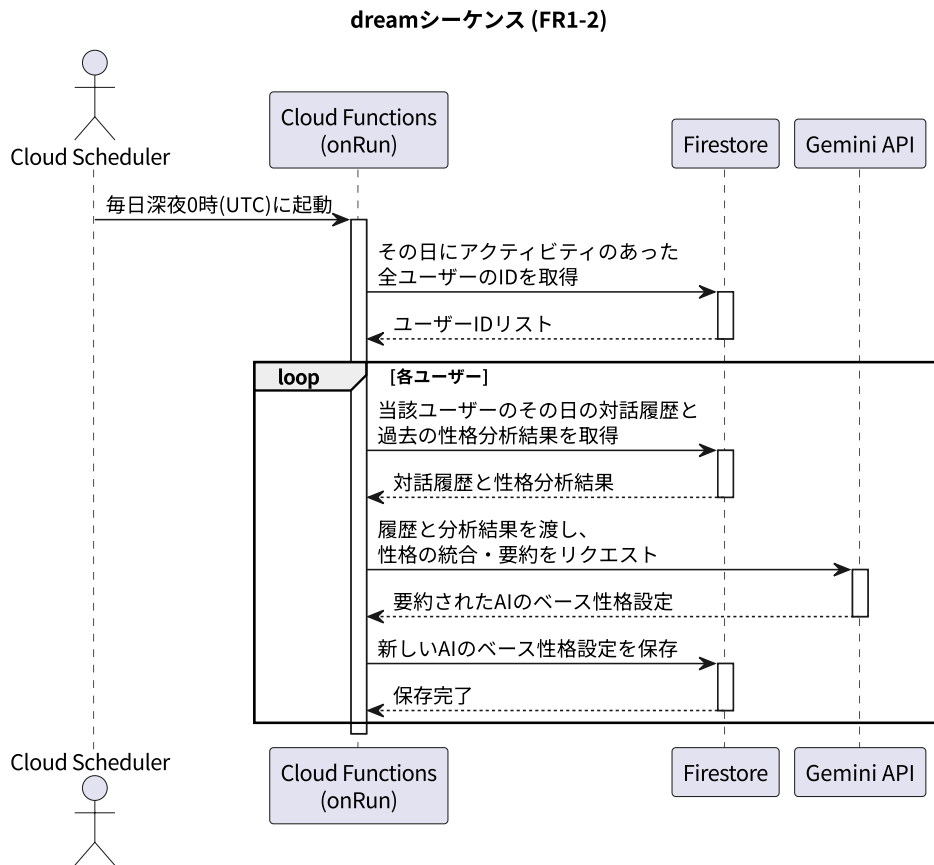 dreamシーケンス (FR1-2)
Cloud Scheduler
Cloud Functions
(onRun)
Firestore
Gemini API
毎日深夜0時(UTC)に起動
その日にアクティビティのあった
全ユーザーのIDを取得
ユーザーIDリスト
loop
[各ユーザー]
当該ユーザーのその日の対話履歴と
過去の性格分析結果を取得
対話履歴と性格分析結果
履歴と分析結果を渡し、
性格の統合・要約をリクエスト
要約されたAIのベース性格設定
新しいAIのベース性格設定を保存
保存完了
Cloud Scheduler
Cloud Functions
(onRun)
Firestore
Gemini API